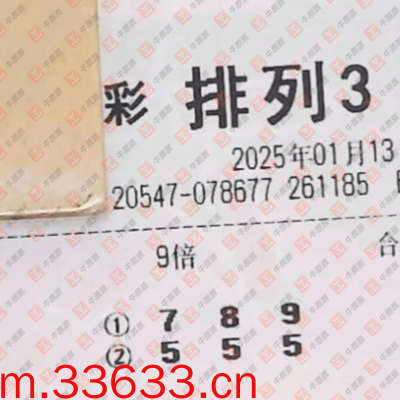 彩 排列3
2025年01月13
20547-078677 261185
9倍 合
① 7 8 9
② 5 5 5
m.33633.cn